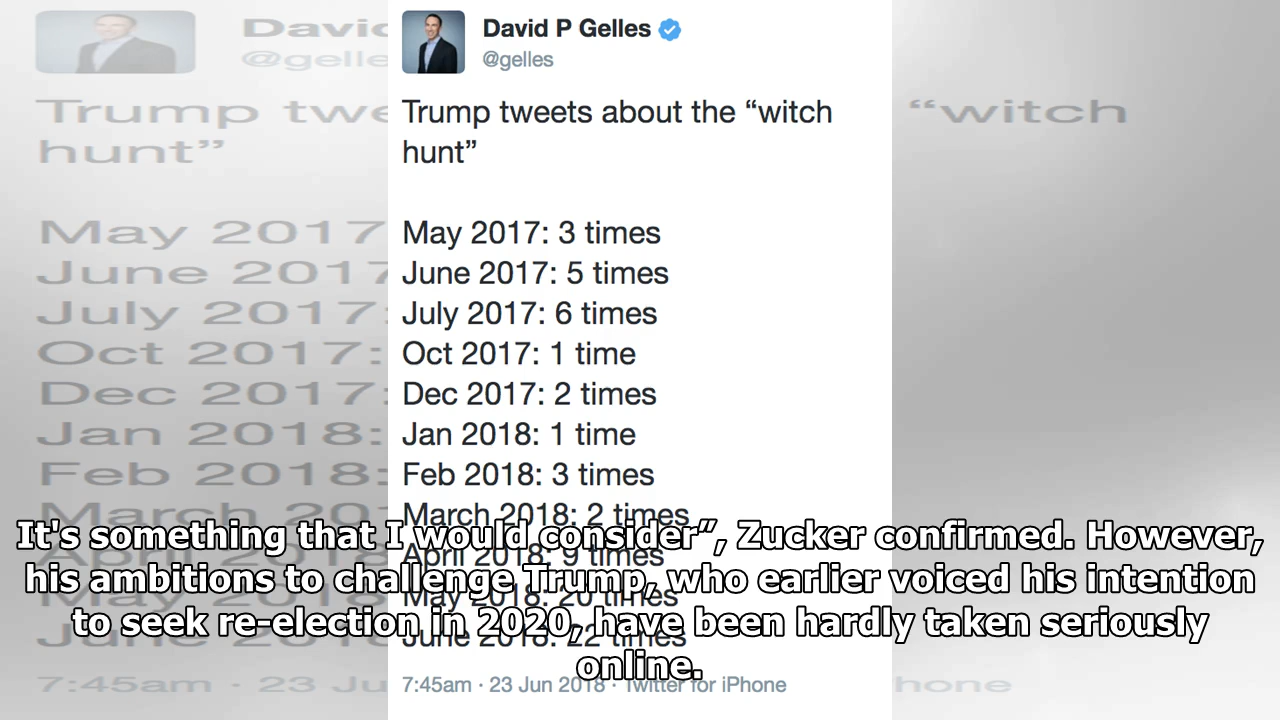 David P Gelles
@gelles
Trump tweets about the “witch
hunt”
May 2017: 3 times
June 2017: 5 times
July 2017: 6 times
Oct 2017: 1 time
Dec 2017: 2 times
Jan 2018: 1 time
Feb 2018: 3 times
March 2018: 2 times
April 2018: 9 times
May 2018: 20 times
June 2018: 22 times
7:45am · 23 Jun 2018 · Twitter for iPhone
It's something that I would consider”, Zucker confirmed. However,
his ambitions to challenge Trump, who earlier voiced his intention
to seek re-election in 2020, have been hardly taken seriously
online.